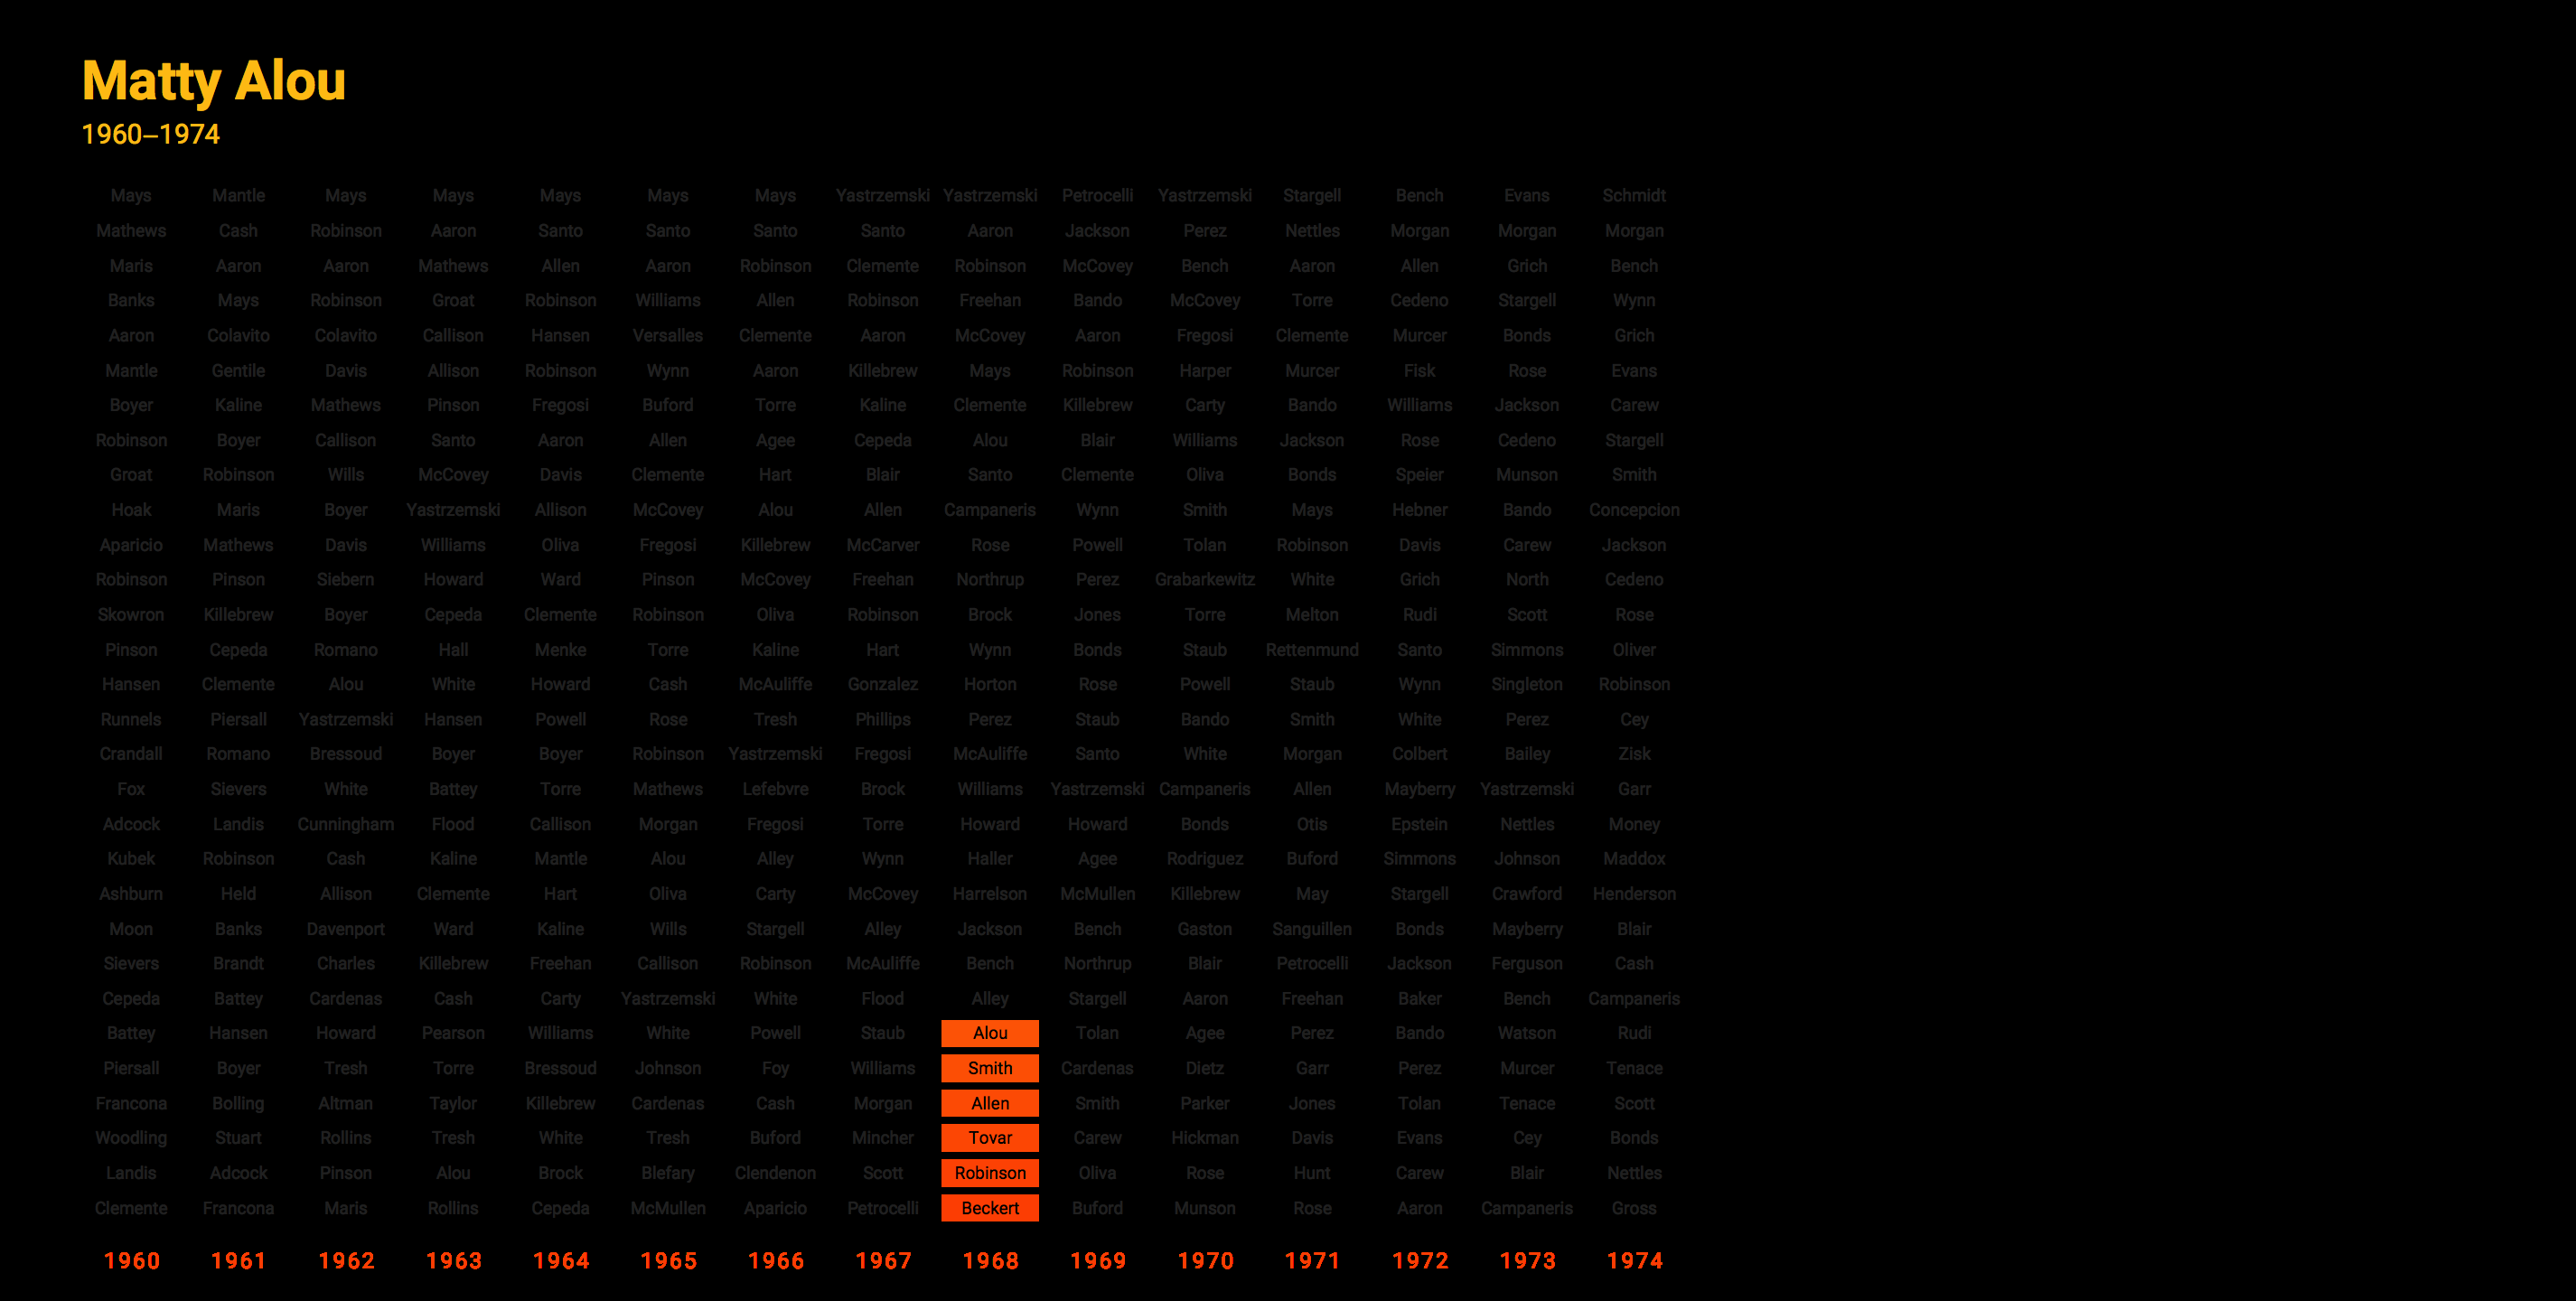 Matty Alou
1960–1974
Mays Mantle Mays Mays Mays Mays Mays Yastrzemski Yastrzemski Petrocelli Yastrzemski Stargell Bench Evans Schmidt
Mathews Cash Robinson Aaron Santo Santo Santo Santo Aaron Jackson Perez Nettles Morgan Morgan Morgan
Maris Aaron Aaron Mathews Allen Aaron Robinson Clemente Robinson McCovey Bench Aaron Allen Grich Bench
Banks Mays Robinson Groat Robinson Williams Allen Robinson Freehan Bando McCovey Torre Cedeno Stargell Wynn
Aaron Colavito Colavito Callison Hansen Versalles Clemente Aaron McCovey Aaron Fregosi Clemente Murcer Bonds Grich
Mantle Gentile Davis Allison Robinson Wynn Aaron Killebrew Mays Robinson Harper Murcer Fisk Rose Evans
Boyer Kaline Mathews Pinson Fregosi Buford Torre Kaline Clemente Killebrew Carty Bando Williams Jackson Carew
Robinson Boyer Callison Santo Aaron Allen Agee Cepeda Alou Blair Williams Jackson Rose Cedeno Stargell
Groat Robinson Wills McCovey Davis Clemente Hart Blair Santo Clemente Oliva Bonds Speier Munson Smith
Hoak Maris Boyer Yastrzemski Allison McCovey Alou Allen Campaneris Wynn Smith Mays Hebner Bando Concepcion
Aparicio Mathews Davis Williams Oliva Fregosi Killebrew McCarver Rose Powell Tolan Robinson Davis Carew Jackson
Robinson Pinson Siebern Howard Ward Pinson McCovey Freehan Northrup Perez Grabarkewitz White Grich North Cedeno
Skowron Killebrew Boyer Cepeda Clemente Robinson Oliva Robinson Brock Jones Torre Melton Rudi Scott Rose
Pinson Cepeda Romano Hall Menke Torre Kaline Hart Wynn Bonds Staub Rettenmund Santo Simmons Oliver
Hansen Clemente Alou White Howard Cash McAuliffe Gonzalez Horton Rose Powell Staub Wynn Singleton Robinson
Runnels Piersall Yastrzemski Hansen Powell Rose Tresh Phillips Perez Staub Bando Smith White Perez Cey
Crandall Romano Bressoud Boyer Boyer Robinson Yastrzemski Fregosi McAuliffe Santo White Morgan Colbert Bailey Zisk
Fox Sievers White Battey Torre Mathews Lefebvre Brock Williams Yastrzemski Campaneris Allen Mayberry Yastrzemski Garr
Adcock Landis Cunningham Flood Callison Morgan Fregosi Torre Howard Howard Bonds Otis Epstein Nettles Money
Kubek Robinson Cash Kaline Mantle Alou Alley Wynn Haller Agee Rodriguez Buford Simmons Johnson Maddox
Ashburn Held Allison Clemente Hart Oliva Carty McCovey Harrelson McMullen Killebrew May Stargell Crawford Henderson
Moon Banks Davenport Ward Kaline Wills Stargell Alley Jackson Bench Gaston Sanguillen Bonds Mayberry Blair
Sievers Brandt Charles Killebrew Freehan Callison Robinson McAuliffe Bench Northrup Blair Petrocelli Jackson Ferguson Cash
Cepeda Battey Cardenas Cash Carty Yastrzemski White Flood Alley Stargell Aaron Freehan Baker Bench Campaneris
Battey Hansen Howard Pearson Williams White Powell Staub Alou Tolan Agee Perez Bando Watson Rudi
Piersall Boyer Tresh Torre Bressoud Johnson Foy Williams Smith Cardenas Dietz Garr Perez Murcer Tenace
Francona Bolling Altman Taylor Killebrew Cardenas Cash Morgan Allen Smith Parker Jones Tolan Tenace Scott
Woodling Stuart Rollins Tresh White Tresh Buford Mincher Tovar Carew Hickman Davis Evans Cey Bonds
Landis Adcock Pinson Alou Brock Blefary Clendenon Scott Robinson Oliva Rose Hunt Carew Blair Nettles
Clemente Francona Maris Rollins Cepeda McMullen Aparicio Petrocelli Beckert Buford Munson Rose Aaron Campaneris Gross
1960 1961 1962 1963 1964 1965 1966 1967 1968 1969 1970 1971 1972 1973 1974